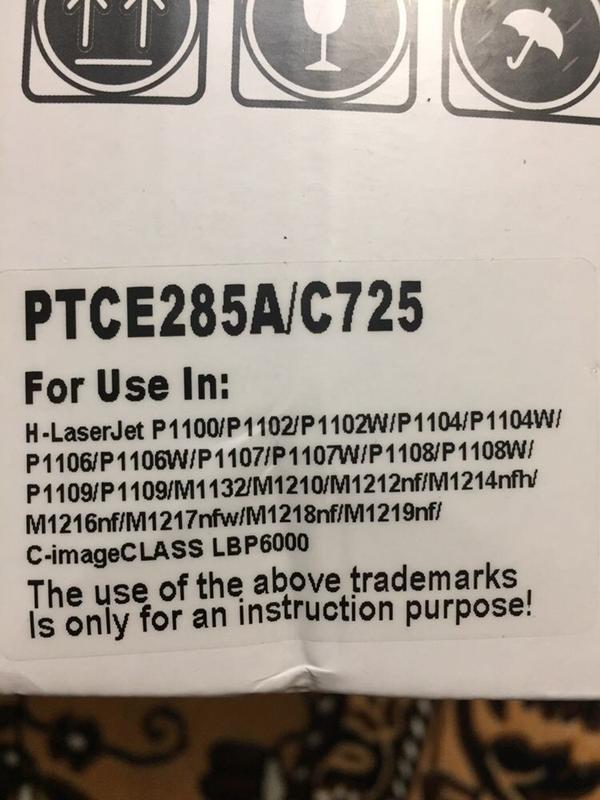 PTCE285A/C725
For Use In:
H-LaserJet P1100/P1102/P1102W/P1104/P1104W/
P1106/P1106W/P1107/P1107W/P1108/P1108W/
P1109/P1109/M1132/M1210/M1212nf/M1214nfh/
M1216nf/M1217nfw/M1218nf/M1219nf/
C-imageCLASS LBP6000
The use of the above trademarks
Is only for an instruction purpose!